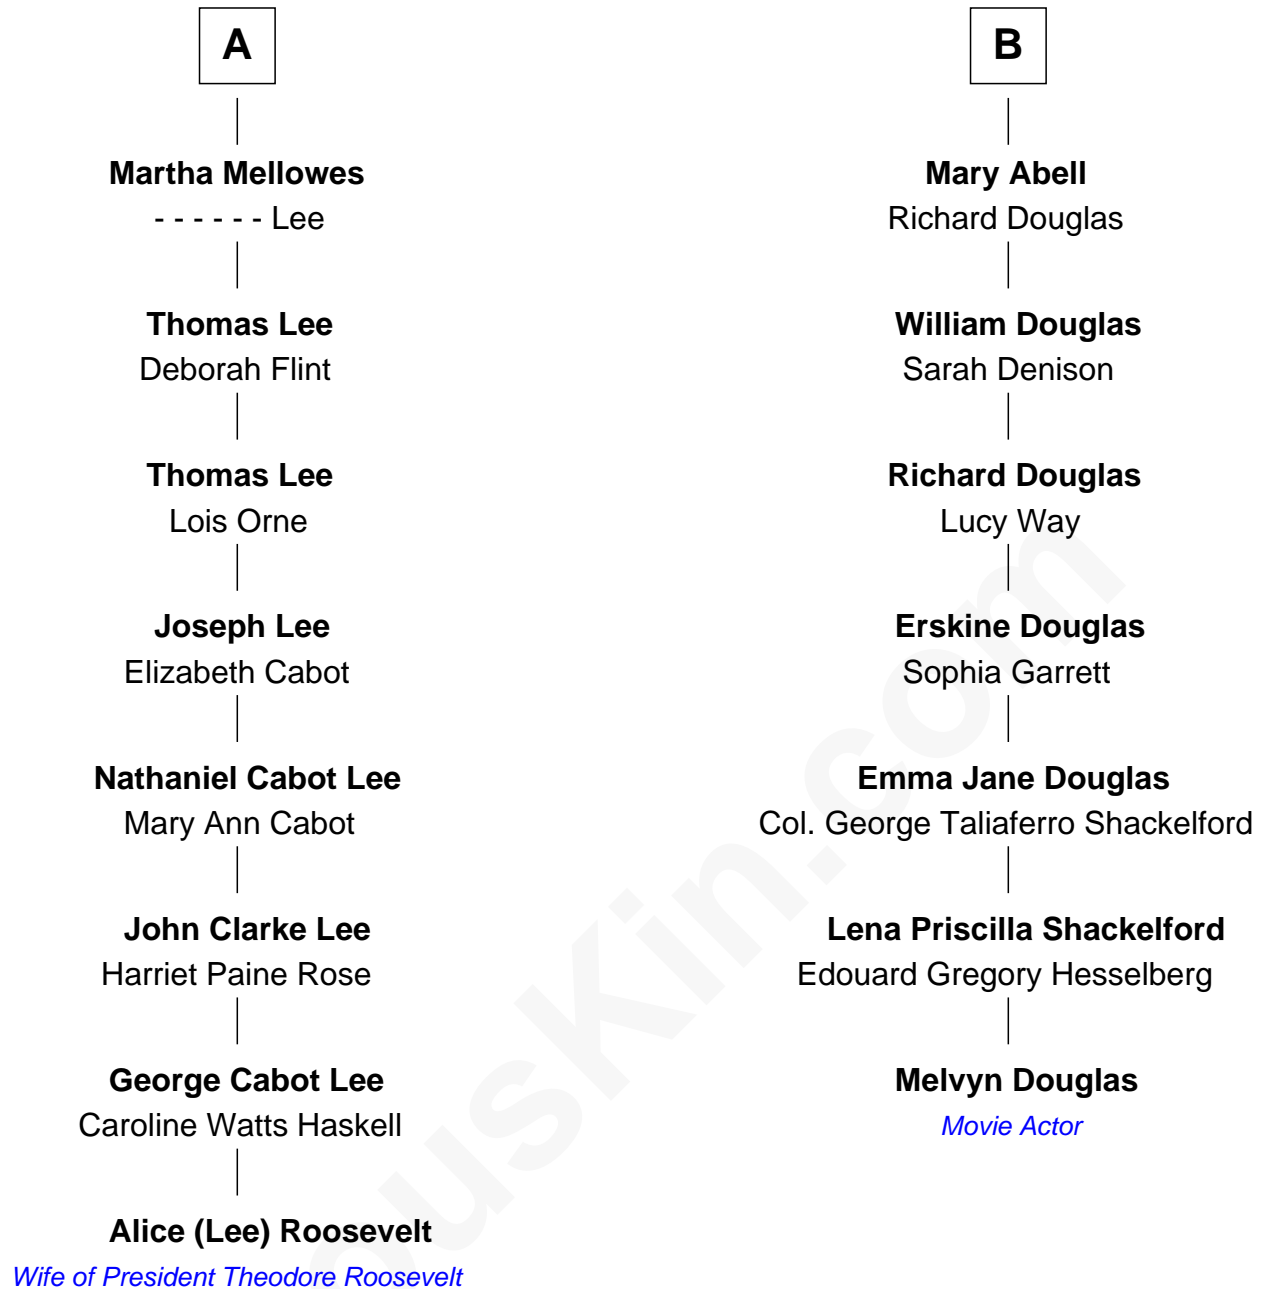 A
Martha Mellowes
- - - - - - Lee
Thomas Lee
Deborah Flint
Thomas Lee
Lois Orne
Joseph Lee
Elizabeth Cabot
Nathaniel Cabot Lee
Mary Ann Cabot
John Clarke Lee
Harriet Paine Rose
George Cabot Lee
Caroline Watts Haskell
Alice (Lee) Roosevelt
Wife of President Theodore Roosevelt
B
Mary Abell
Richard Douglas
William Douglas
Sarah Denison
Richard Douglas
Lucy Way
Erskine Douglas
Sophia Garrett
Emma Jane Douglas
Col. George Taliaferro Shackelford
Lena Priscilla Shackelford
Edouard Gregory Hesselberg
Melvyn Douglas
Movie Actor
ousKin.com